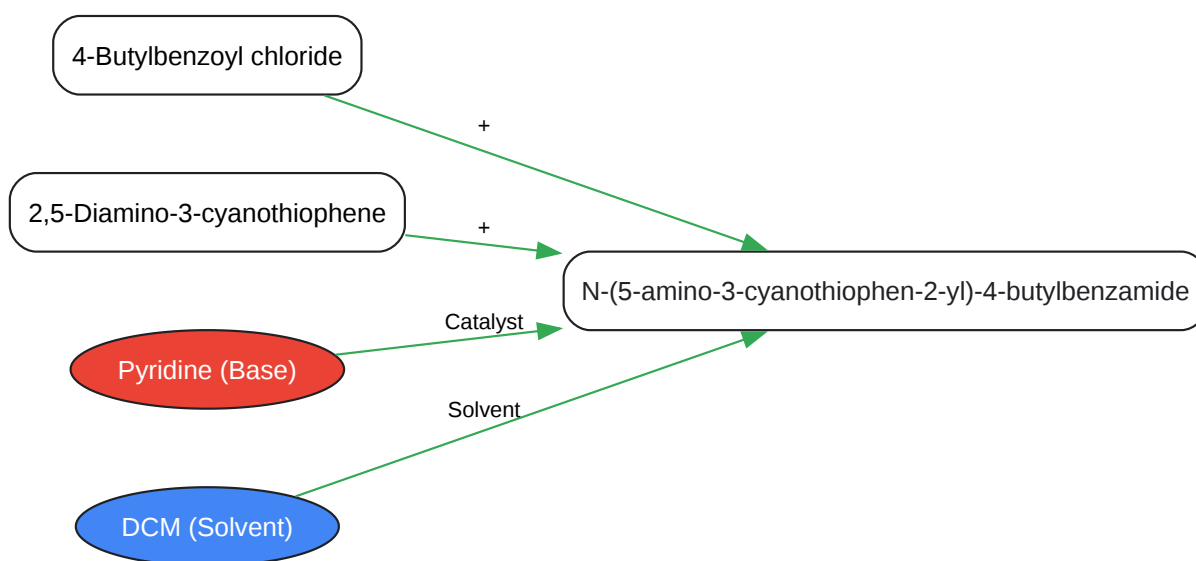 4-Butylbenzoyl chloride
+
2,5-Diamino-3-cyanothiophene
+
N-(5-amino-3-cyanothiophen-2-yl)-4-butylbenzamide
Catalyst
Pyridine (Base)
Solvent
DCM (Solvent)